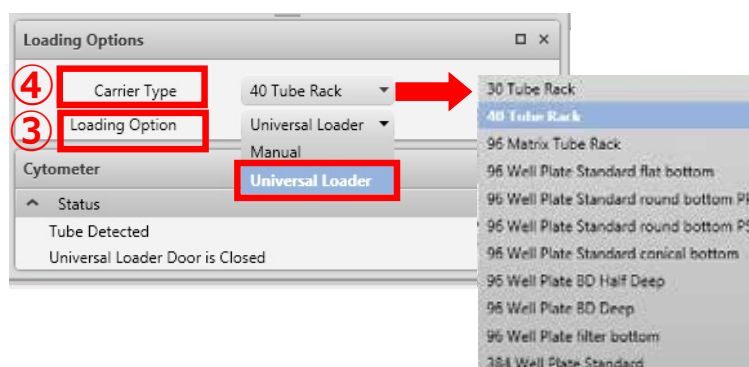 Loading Options
④ Carrier Type 40 Tube Rack
③ Loading Option Universal Loader
Manual
Universal Loader
Cytometer
Status
Tube Detected
Universal Loader Door is Closed
30 Tube Rack
40 Tube Rack
96 Matrix Tube Rack
96 Well Plate Standard flat bottom
96 Well Plate Standard round bottom
96 Well Plate Standard round bottom PS
96 Well Plate Standard conical bottom
96 Well Plate BD Half Deep
96 Well Plate BD Deep
96 Well Plate filter bottom
384 Well Plate Standard